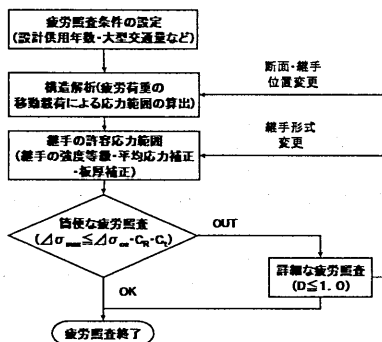 疲労照査条件の設定
(設計供用年数・大型交通量など)
構造解析(疲労荷重の
移動載荷による応力範囲の算出)
断面・継手
位置変更
継手の許容応力範囲
(継手の強度等級・平均応力補正
・板厚補正)
継手形式
変更
簡便な疲労照査
(⊿σmax≦⊿σce・CR・Ct)
OUT
詳細な疲労照査
(D≦1.0)
OK
疲労照査終了